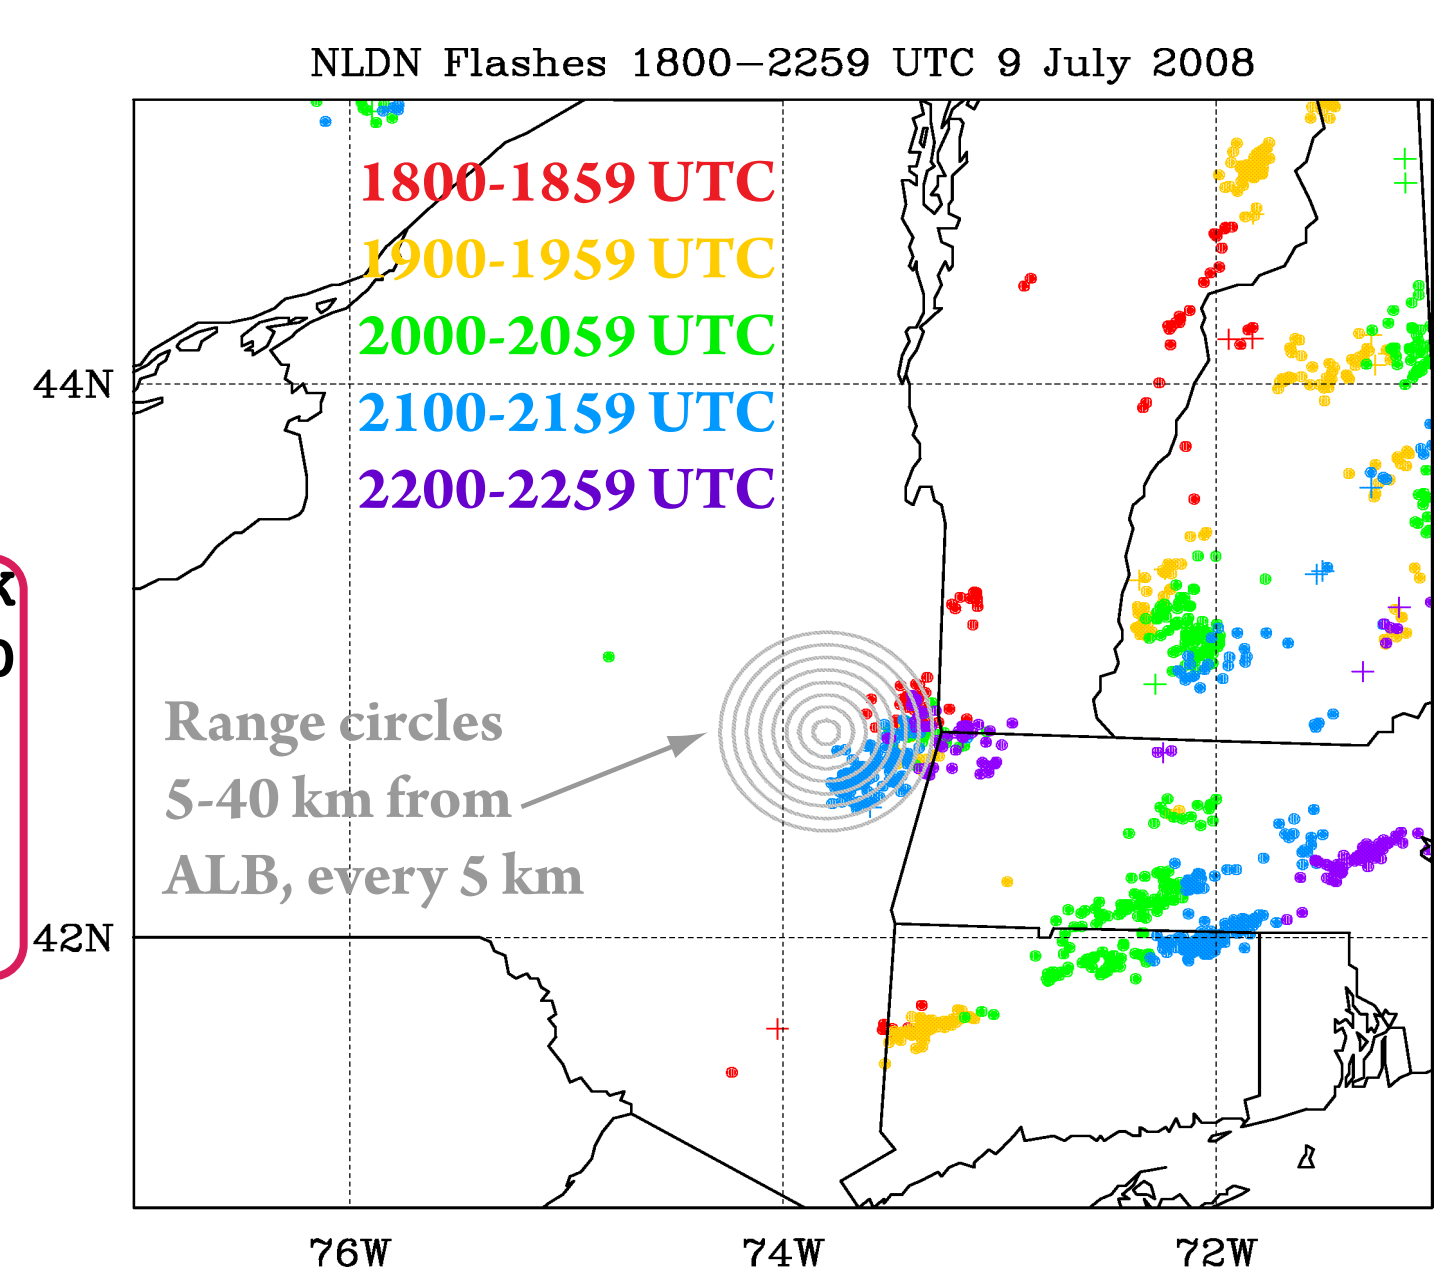 NLDN Flashes 1800-2259 UTC 9 July 2008
1800-1859 UTC
1900-1959 UTC
2000-2059 UTC
2100-2159 UTC
2200-2259 UTC
44N
Range circles
5-40 km from
ALB, every 5 km
42N
76W 74W 72W